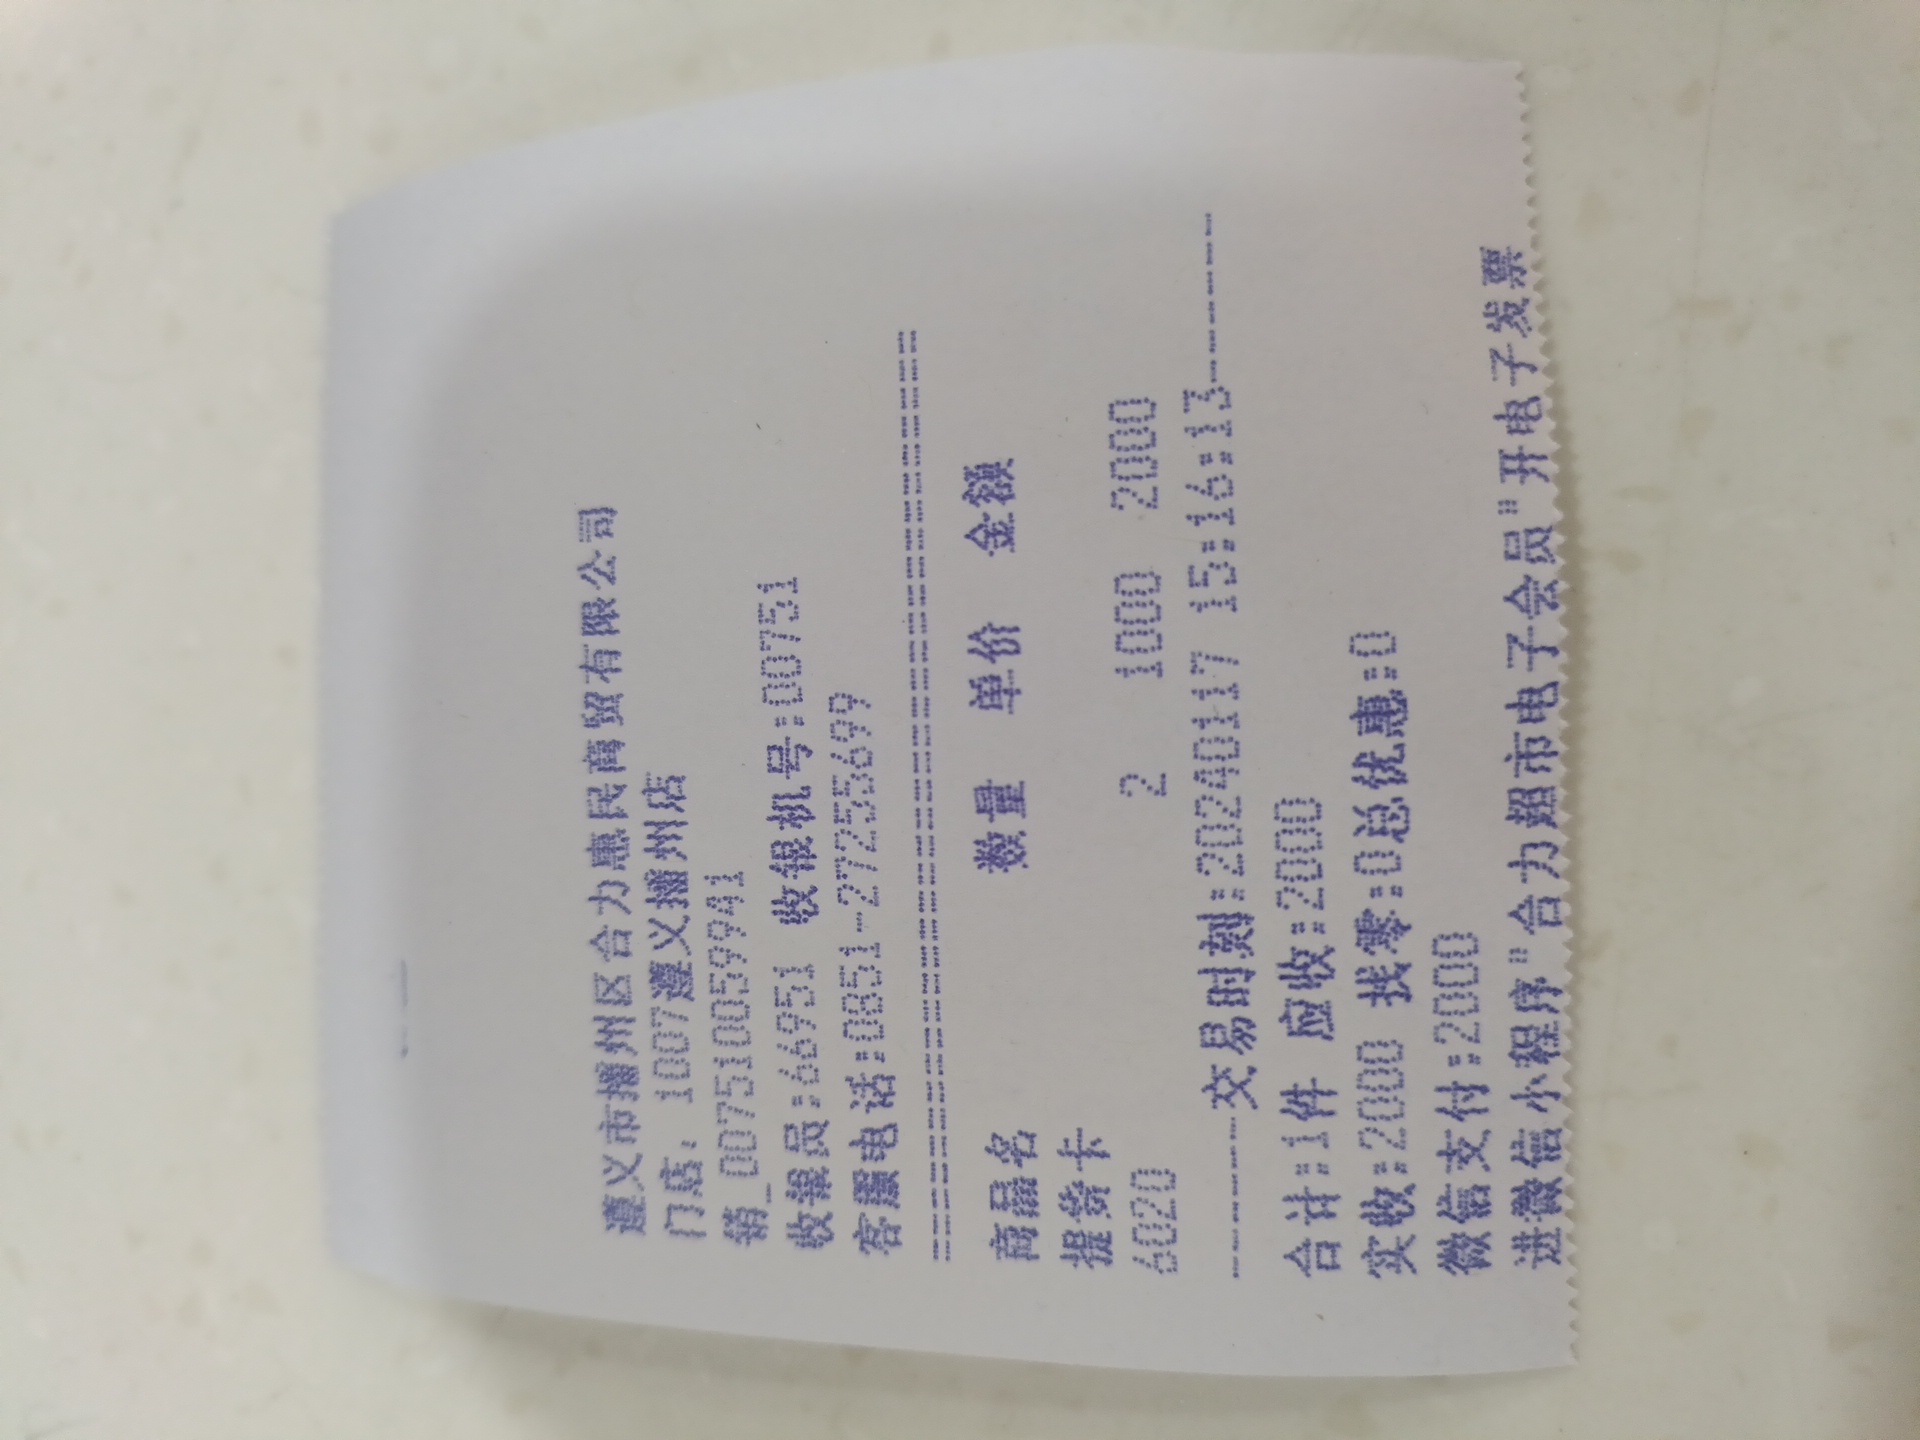 遵义市播州区合力惠民商贸有限公司
门店: 1007遵义播州店
销_007510059941
收银员:66951 收银机号:00751
客服电话:0851-27255699
================================
商品名 数量 单价 金额
提货卡
6020 2 1000 2000
--------交易时刻:20240117 15:16:13--------
合计:1件 应收:2000
实收:2000 找零:0总优惠:0
微信支付:2000
进微信小程序"合力超市电子会员"开电子发票